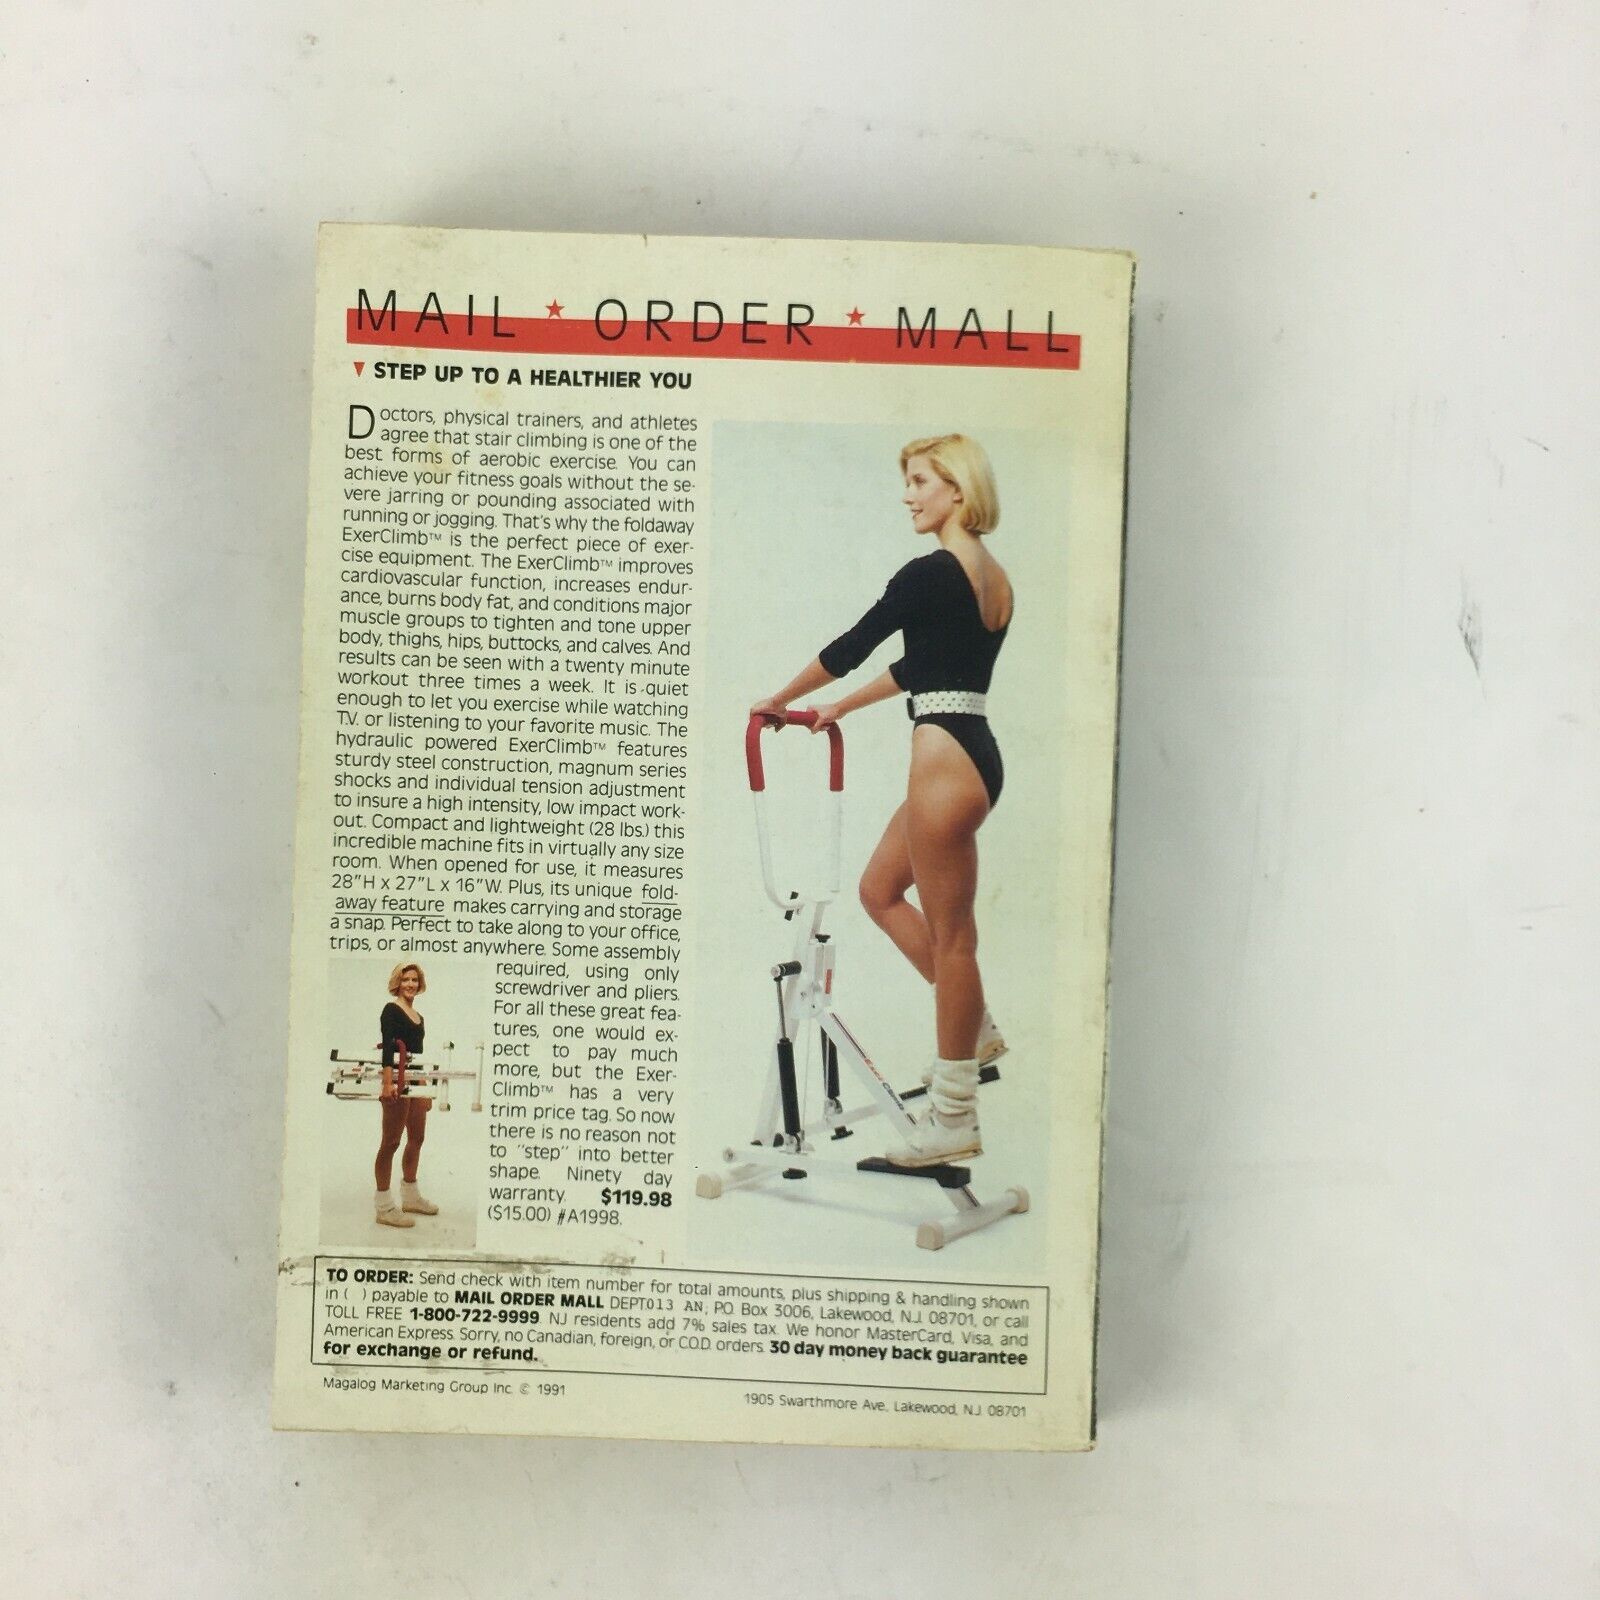 MAIL ★ ORDER ★ MALL
▼ STEP UP TO A HEALTHIER YOU
Doctors, physical trainers, and athletes
agree that stair climbing is one of the
best forms of aerobic exercise. You can
achieve your fitness goals without the se-
vere jarring or pounding associated with
running or jogging. That's why the foldaway
ExerClimb™ is the perfect piece of exer-
cise equipment. The ExerClimb™ improves
cardiovascular function, increases endur-
ance, burns body fat, and conditions major
muscle groups to tighten and tone upper
body, thighs, hips, buttocks, and calves. And
results can be seen with a twenty minute
workout three times a week. It is quiet
enough to let you exercise while watching
T.V. or listening to your favorite music. The
hydraulic powered ExerClimb™ features
sturdy steel construction, magnum series
shocks and individual tension adjustment
to insure a high intensity, low impact work-
out. Compact and lightweight (28 lbs.) this
incredible machine fits in virtually any size
room. When opened for use, it measures
28"H x 27"L x 16"W. Plus, its unique fold-
away feature makes carrying and storage
a snap. Perfect to take along to your office,
trips, or almost anywhere. Some assembly
required, using only
screwdriver and pliers.
For all these great fea-
tures, one would ex-
pect to pay much
more, but the Exer-
Climb™ has a very
trim price tag. So now
there is no reason not
to "step" into better
shape. Ninety day
warranty. $119.98
($15.00) #A1998.
TO ORDER: Send check with item number for total amounts, plus shipping & handling shown
in ( ) payable to MAIL ORDER MALL DEPT013 AN, P.O. Box 3006, Lakewood, N.J. 08701, or call
TOLL FREE 1-800-722-9999. NJ residents add 7% sales tax. We honor MasterCard, Visa, and
American Express. Sorry, no Canadian, foreign, or C.O.D. orders. 30 day money back guarantee
for exchange or refund.
Magalog Marketing Group Inc. © 1991
1905 Swarthmore Ave., Lakewood, N.J. 08701